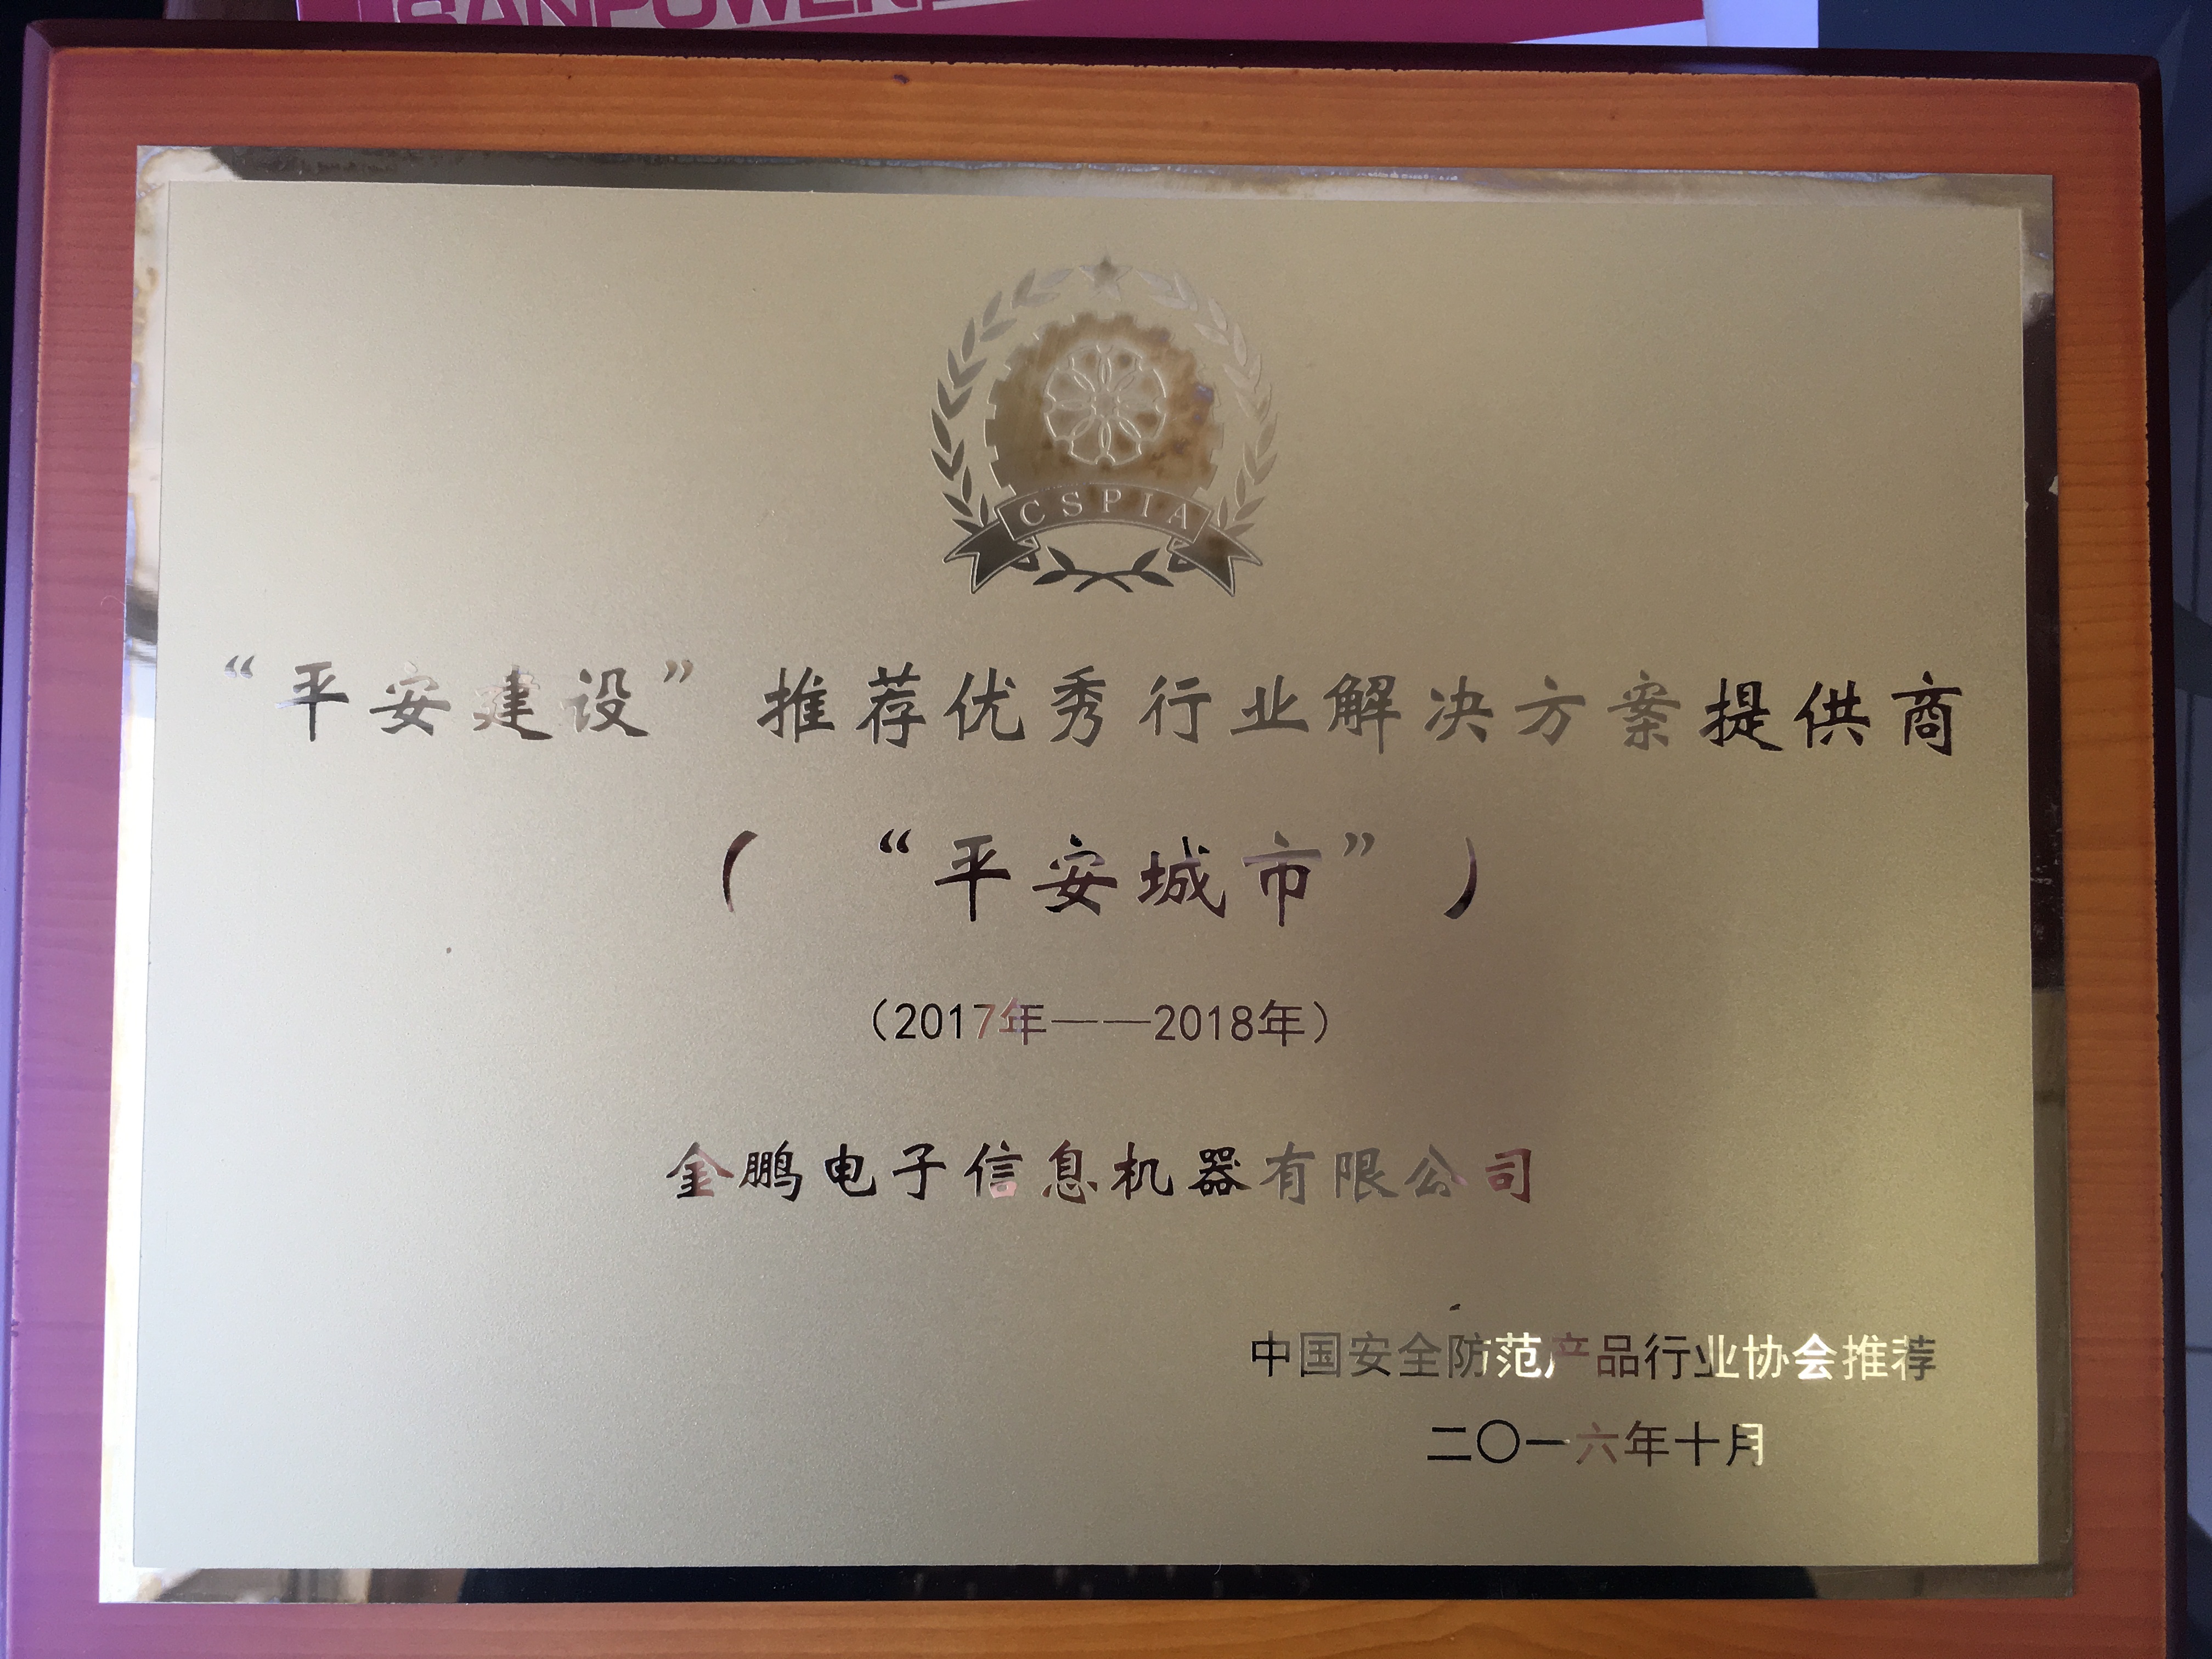 CSPIA
“平安建设”推荐优秀行业解决方案提供商
（“平安城市”）
（2017年——2018年）
金鹏电子信息机器有限公司
中国安全防范产品行业协会推荐
二〇一六年十月